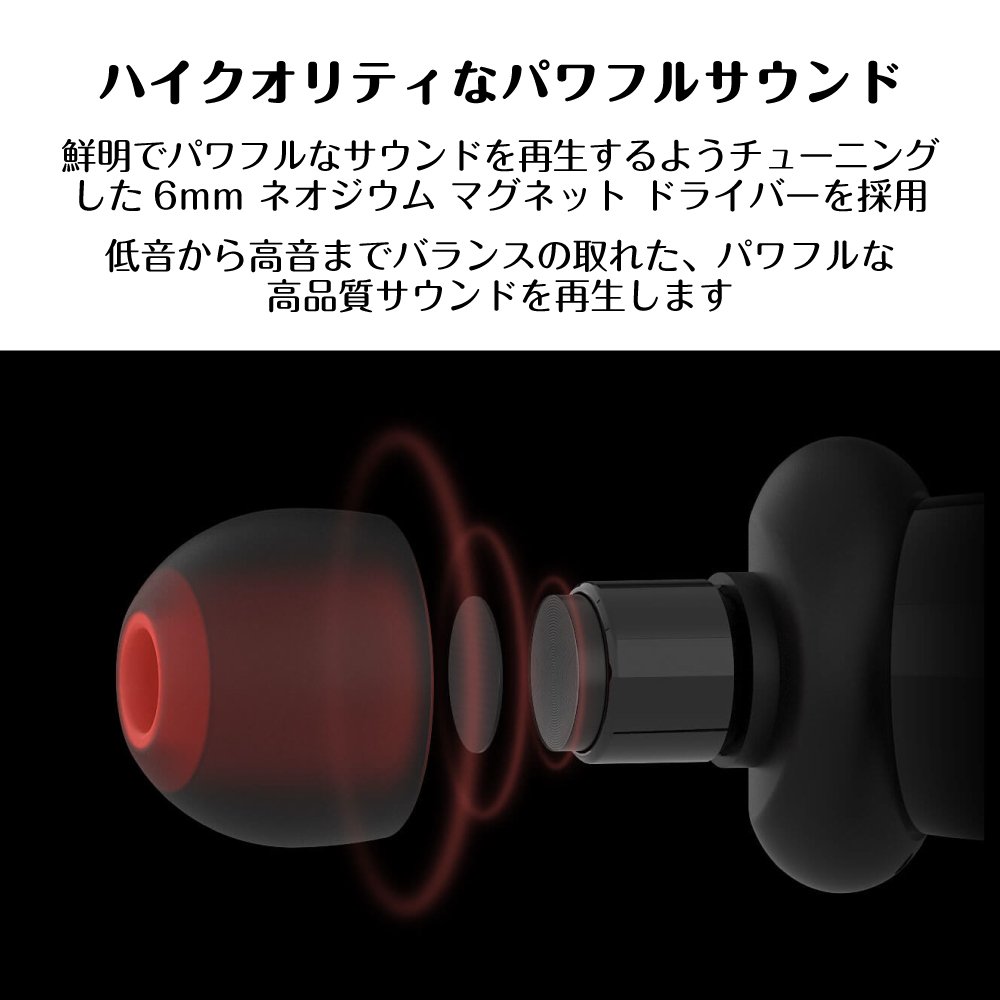 ハイクオリティなパワフルサウンド
鮮明でパワフルなサウンドを再生するようチューニング
した 6mm ネオジウム マグネット ドライバーを採用
低音から高音までバランスの取れた、パワフルな
高品質サウンドを再生します